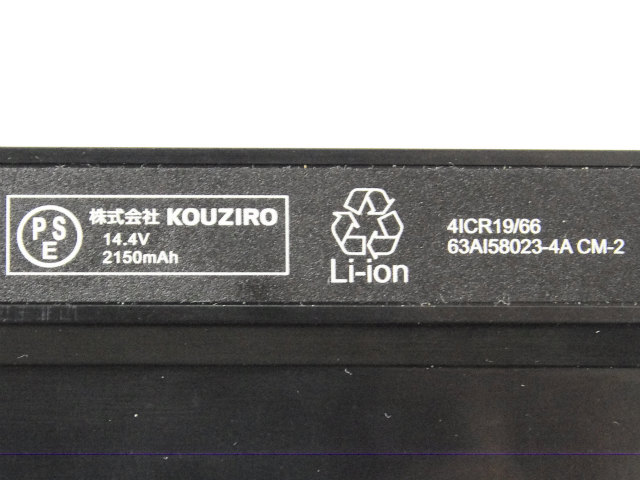 PSE
株式会社 KOUZIRO
14.4V
2150mAh
Li-ion
4ICR19/66
63AI58023-4A CM-2